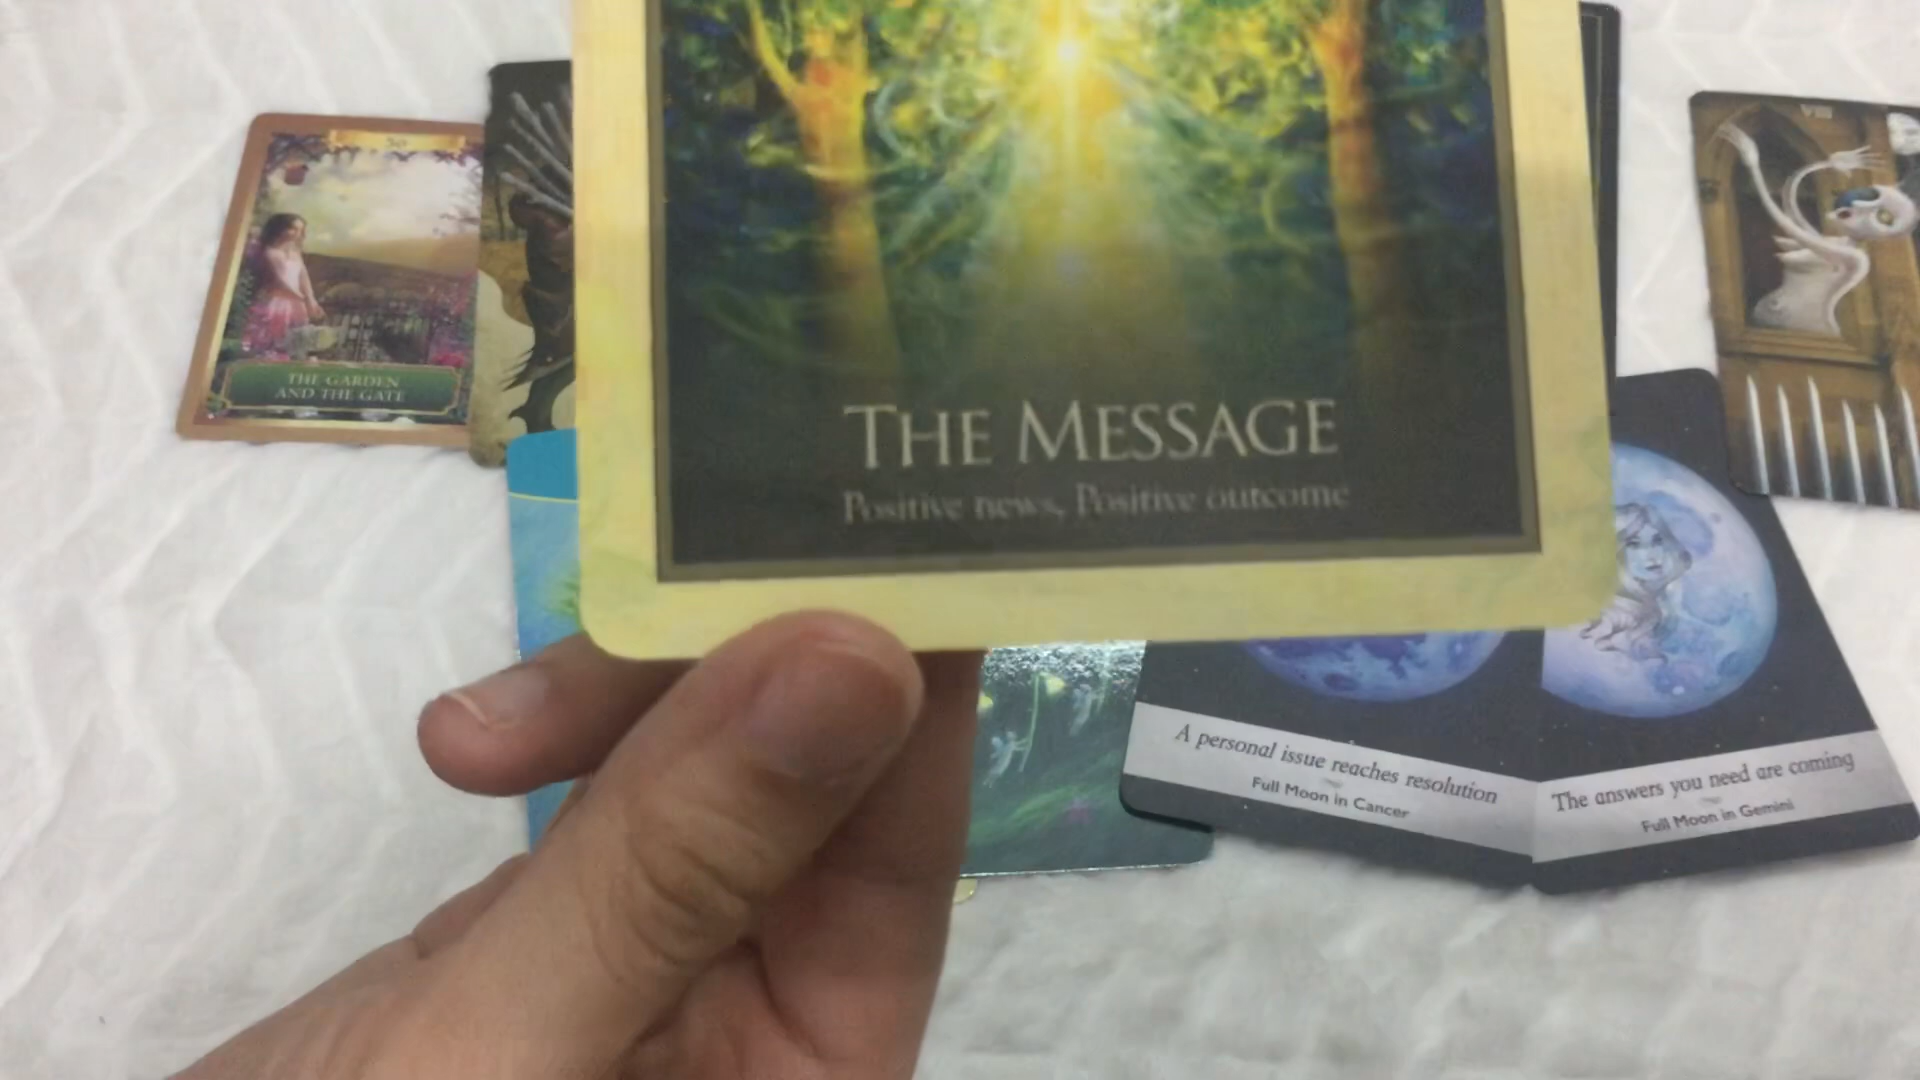 VIII
THE GARDEN
AND THE GATE
THE MESSAGE
Positive news, Positive outcome
A personal issue reaches resolution
Full Moon in Cancer
The answers you need are coming
Full Moon in Gemini